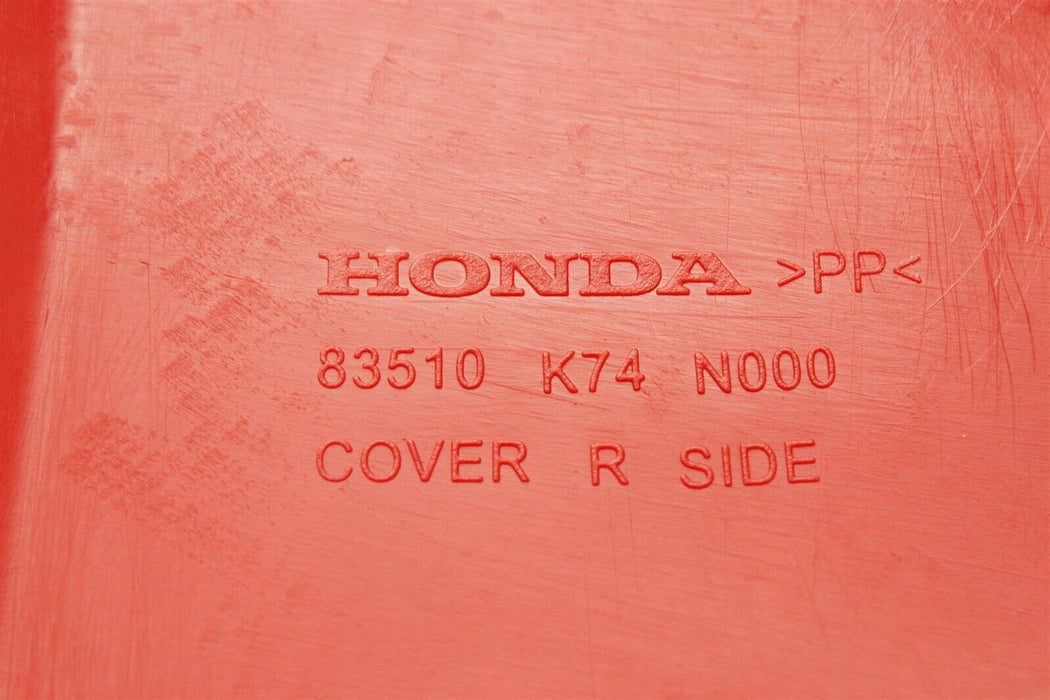 HONDA >PP<
83510 K74 N000
COVER R SIDE